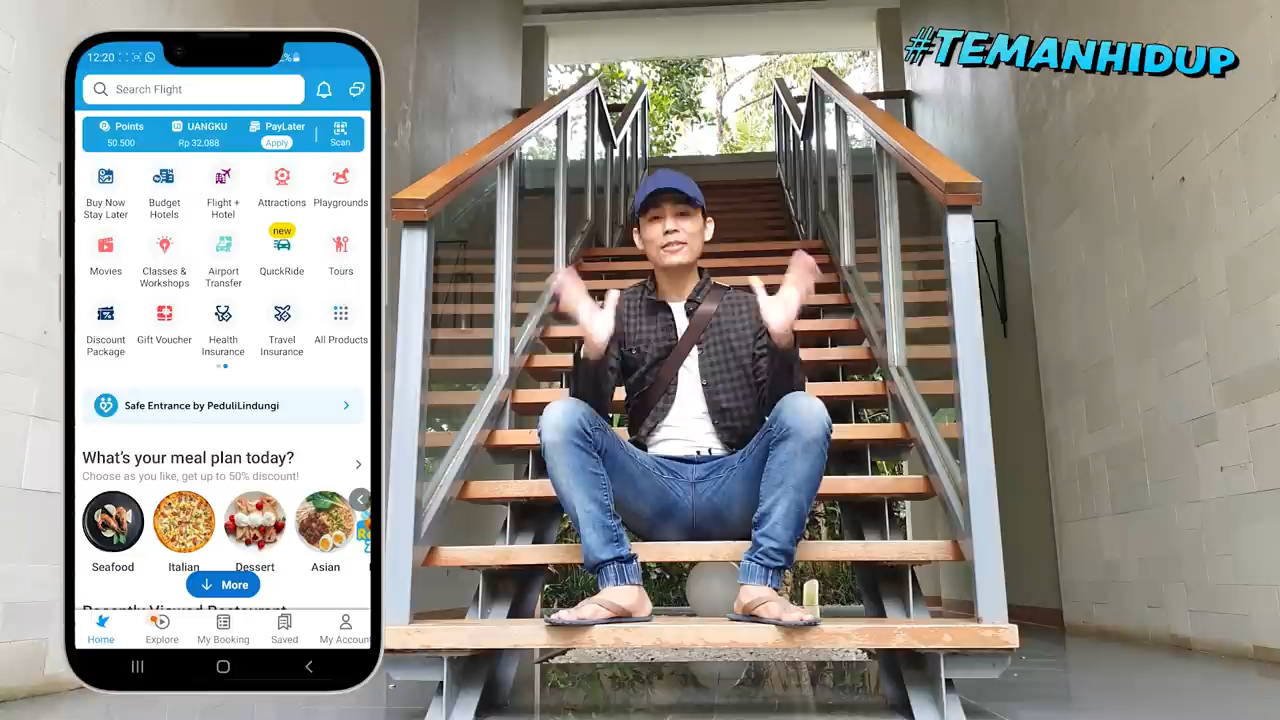 #TEMANHIDUP
12:20
Search Flight
Points
UANGKU
PayLater
50.500
Rp 32.088
Apply
Scan
Buy Now
Stay Later
Budget
Hotels
Flight +
Hotel
Attractions
Playgrounds
new
Movies
Classes &
Workshops
Airport
Transfer
QuickRide
Tours
Discount
Package
Gift Voucher
Health
Insurance
Travel
Insurance
All Products
Safe Entrance by PeduliLindungi
What's your meal plan today?
Choose as you like, get up to 50% discount!
Seafood
Italian
Dessert
Asian
More
Home
Explore
My Booking
Saved
My Account